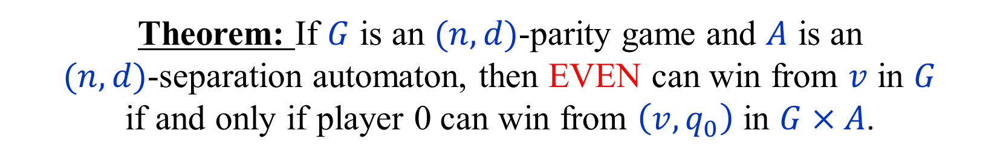 Theorem: If G is an (n, d)-parity game and A is an
(n, d)-separation automaton, then EVEN can win from v in G
if and only if player 0 can win from (v, q₀) in G × A.